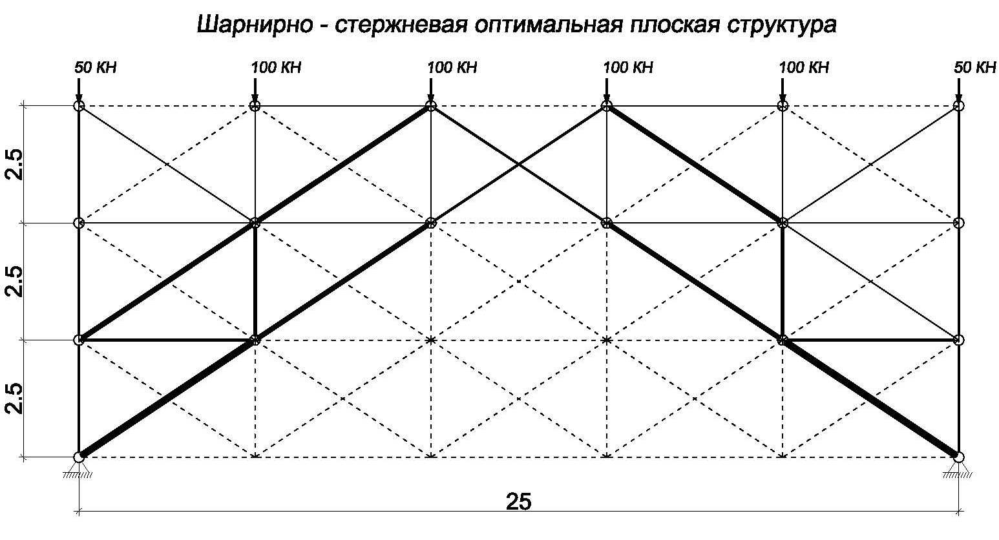 Шарнирно - стержневая оптимальная плоская структура
50 КН
100 КН
100 КН
100 КН
100 КН
50 КН
2.5
2.5
2.5
25